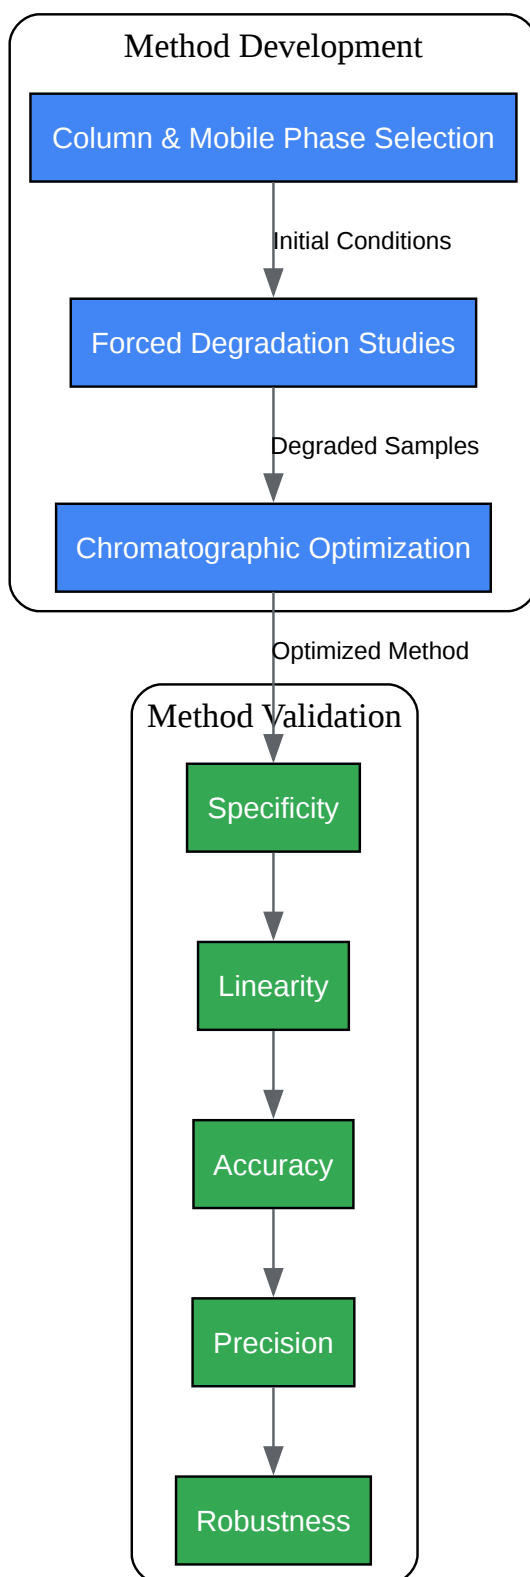 Method Development
Column & Mobile Phase Selection
Initial Conditions
Forced Degradation Studies
Degraded Samples
Chromatographic Optimization
Optimized Method
Method Validation
Specificity
Linearity
Accuracy
Precision
Robustness